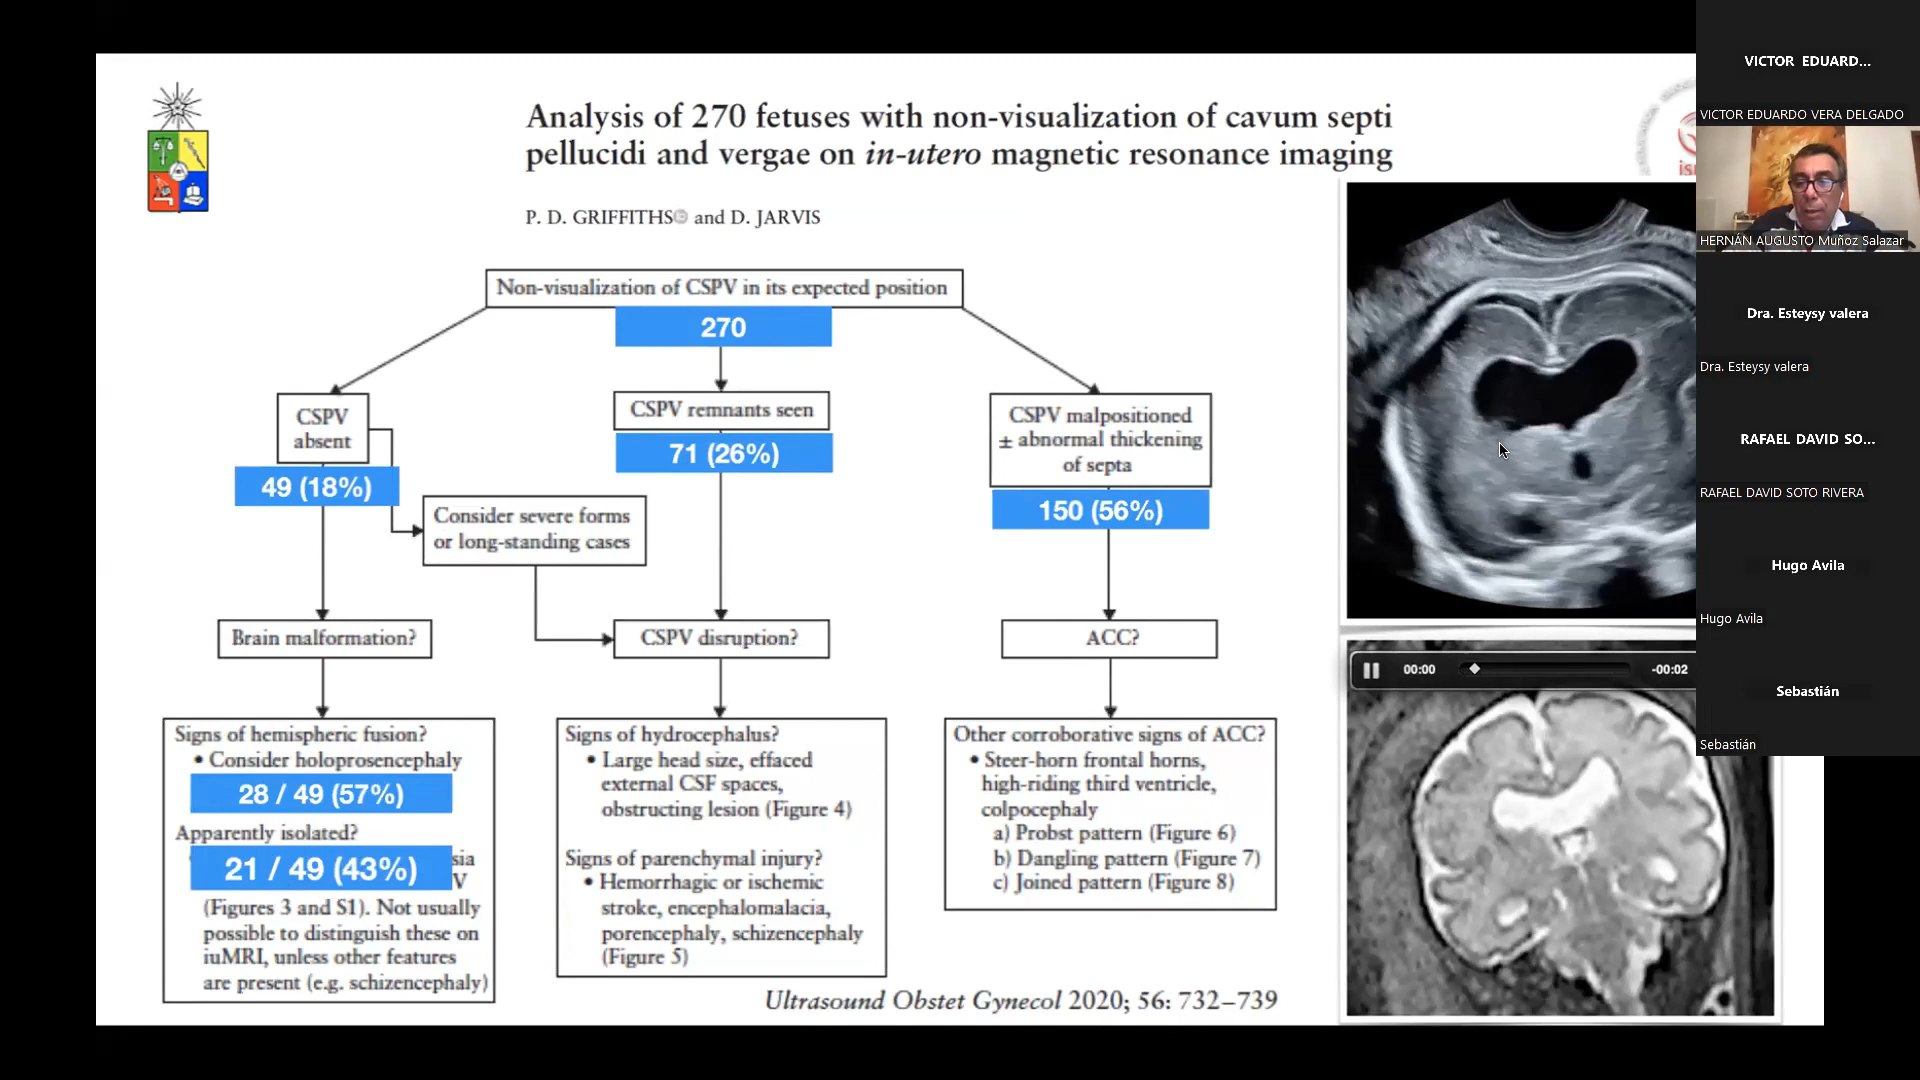 Analysis of 270 fetuses with non-visualization of cavum septi
pellucidi and vergae on in-utero magnetic resonance imaging
P. D. GRIFFITHS and D. JARVIS
Non-visualization of CSPV in its expected position
270
CSPV
absent
49 (18%)
Consider severe forms
or long-standing cases
CSPV remnants seen
71 (26%)
CSPV malpositioned
± abnormal thickening
of septa
150 (56%)
Brain malformation?
CSPV disruption?
ACC?
Signs of hemispheric fusion?
• Consider holoprosencephaly
28 / 49 (57%)
Apparently isolated?
21 / 49 (43%)
sia
V
(Figures 3 and S1). Not usually
possible to distinguish these on
iuMRI, unless other features
are present (e.g. schizencephaly)
Signs of hydrocephalus?
• Large head size, effaced
external CSF spaces,
obstructing lesion (Figure 4)
Signs of parenchymal injury?
• Hemorrhagic or ischemic
stroke, encephalomalacia,
porencephaly, schizencephaly
(Figure 5)
Other corroborative signs of ACC?
• Steer-horn frontal horns,
high-riding third ventricle,
colpocephaly
a) Probst pattern (Figure 6)
b) Dangling pattern (Figure 7)
c) Joined pattern (Figure 8)
Ultrasound Obstet Gynecol 2020; 56: 732–739
00:00
-00:02
VICTOR EDUARD...
VICTOR EDUARDO VERA DELGADO
HERNÁN AUGUSTO Muñoz Salazar
Dra. Esteysy valera
Dra. Esteysy valera
RAFAEL DAVID SO...
RAFAEL DAVID SOTO RIVERA
Hugo Avila
Hugo Avila
Sebastián
Sebastián